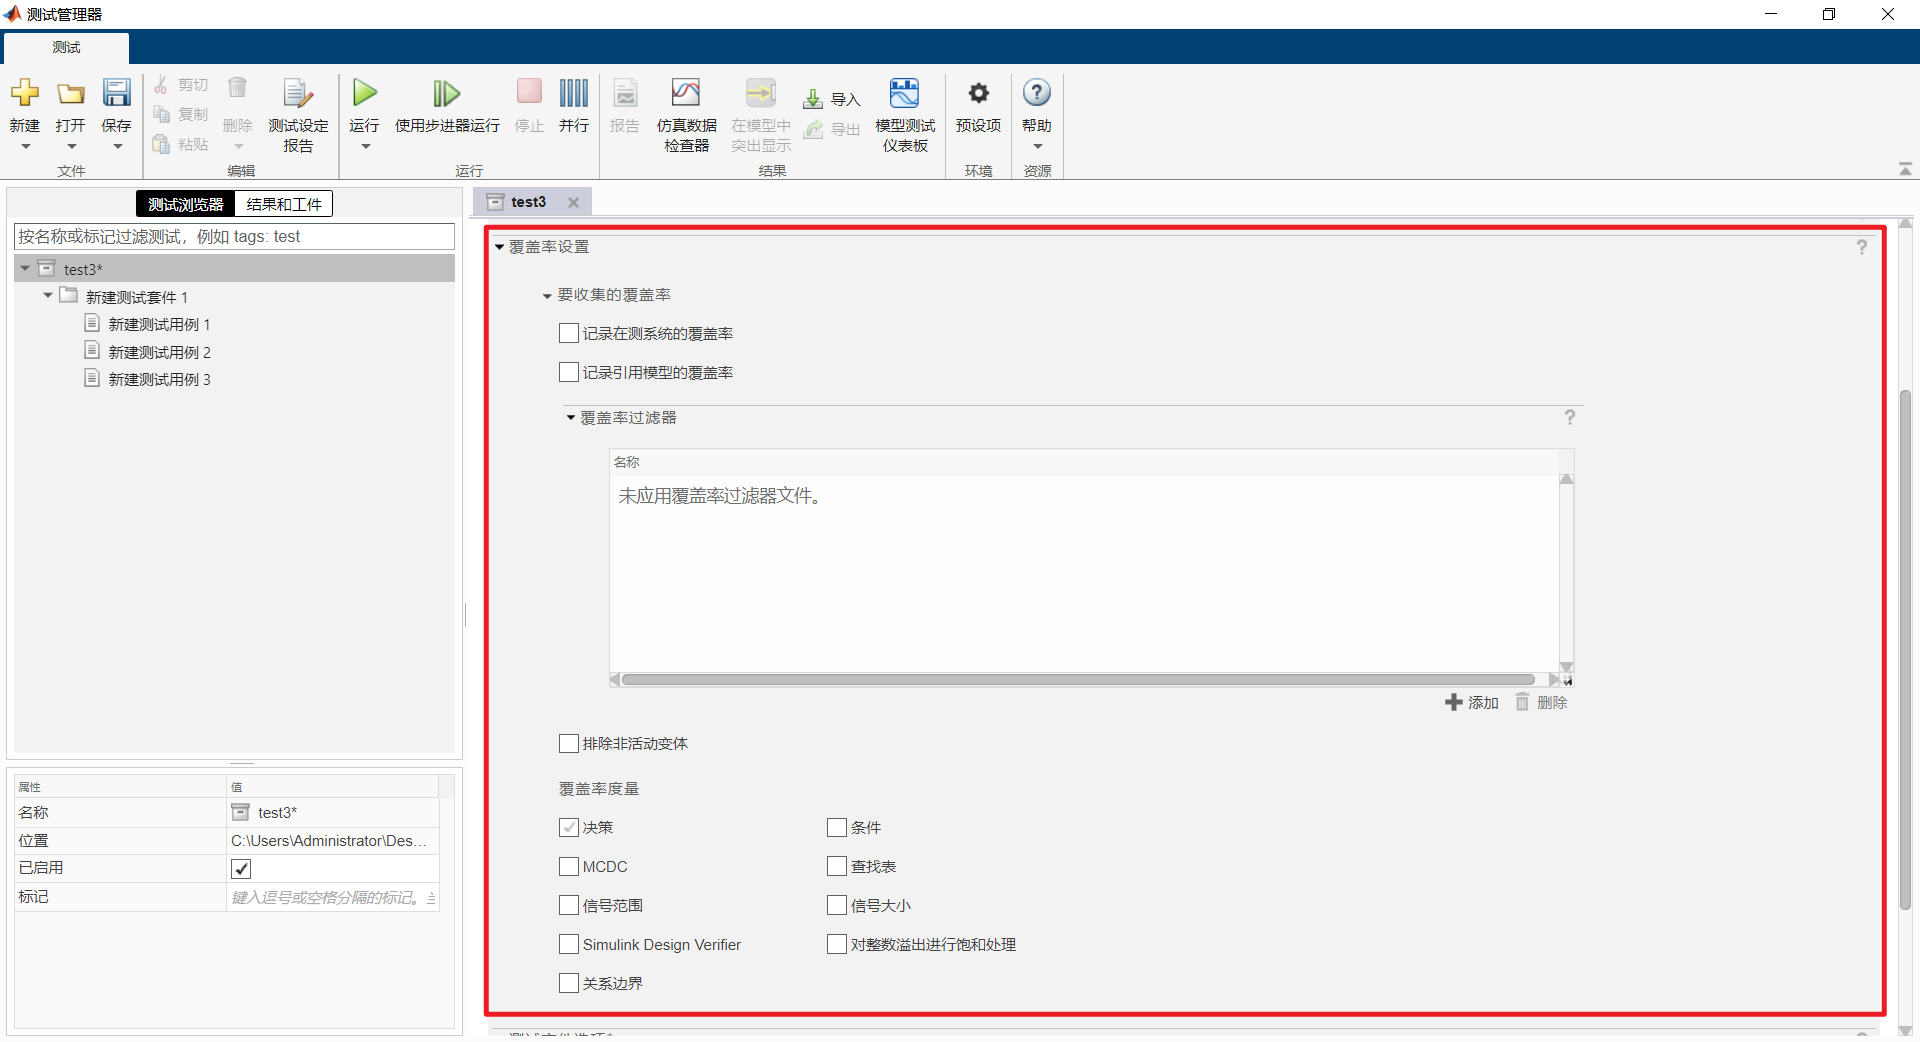 测试管理器
测试
新建
打开
保存
文件
剪切
复制
粘贴
删除
测试设定
报告
编辑
运行
使用步进器运行
停止
并行
运行
报告
仿真数据
检查器
在模型中
突出显示
导入
导出
模型测试
仪表板
结果
预设项
环境
帮助
资源
测试浏览器
结果和工件
按名称或标记过滤测试，例如 tags: test
test3*
新建测试套件 1
新建测试用例 1
新建测试用例 2
新建测试用例 3
属性 值
名称 test3*
位置 C:\Users\Administrator\Des...
已启用
标记 键入逗号或空格分隔的标记。
test3
覆盖率设置
?
要收集的覆盖率
记录在测系统的覆盖率
记录引用模型的覆盖率
覆盖率过滤器
?
名称
未应用覆盖率过滤器文件。
添加 删除
排除非活动变体
覆盖率度量
决策 条件
MCDC 查找表
信号范围 信号大小
Simulink Design Verifier 对整数溢出进行饱和处理
关系边界